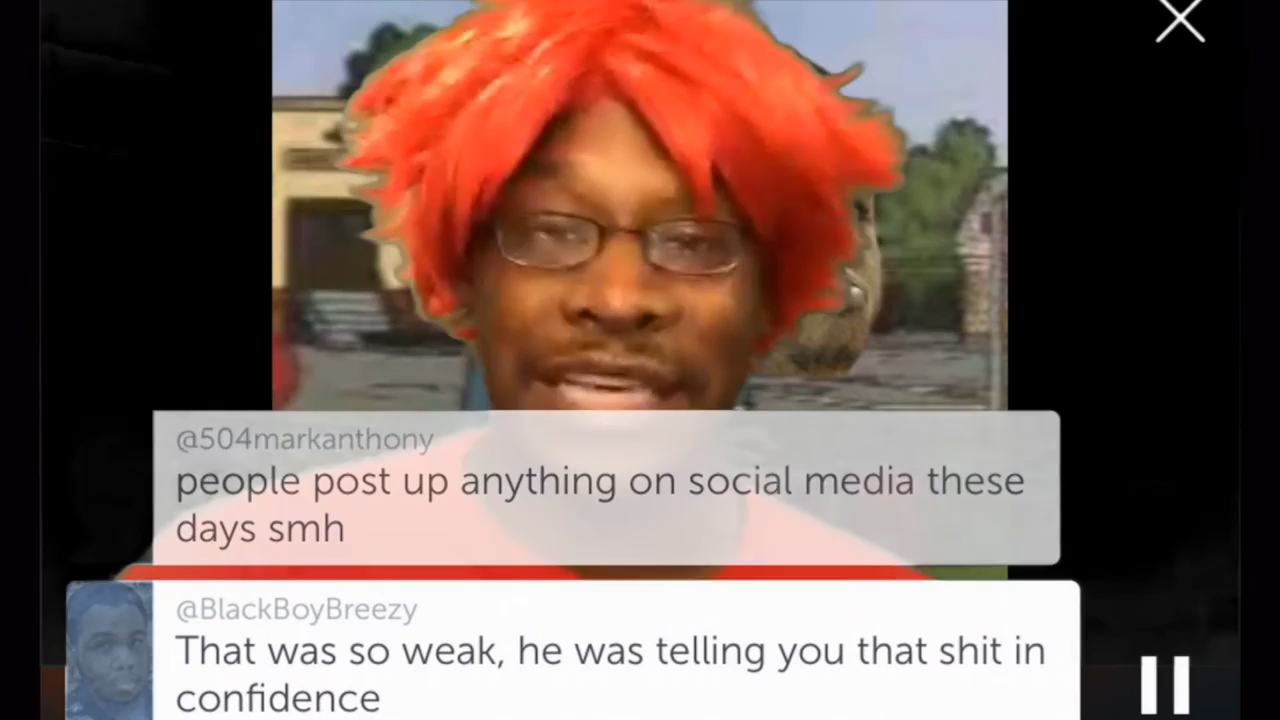 @504markanthony
people post up anything on social media these
days smh
@BlackBoyBreezy
That was so weak, he was telling you that shit in
confidence